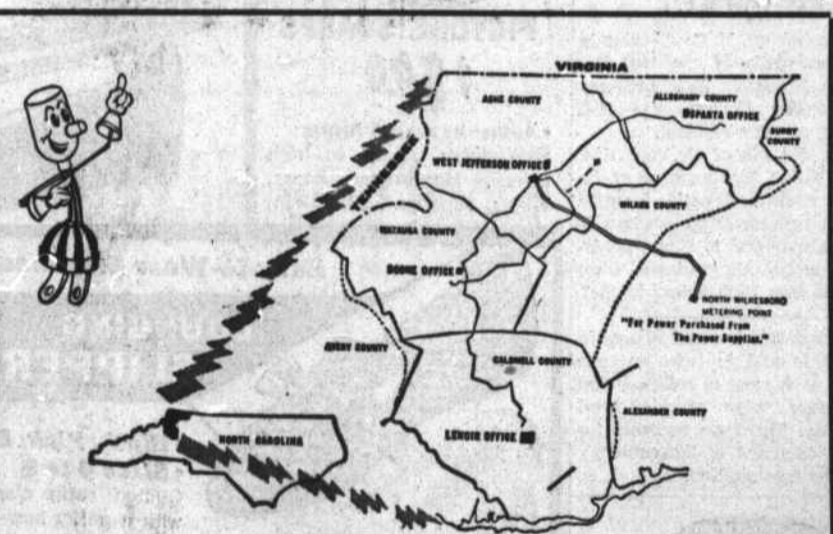 VIRGINIA
ASHE COUNTY
ALLEGHANY COUNTY
SPARTA OFFICE
SURRY COUNTY
WEST JEFFERSON OFFICE
TENNESSEE
WILKES COUNTY
WATAUGA COUNTY
BOONE OFFICE
NORTH WILKESBORO
METERING POINT
"For Power Purchased From
The Power Supplier."
AVERY COUNTY
CALDWELL COUNTY
ALEXANDER COUNTY
LENOIR OFFICE
NORTH CAROLINA